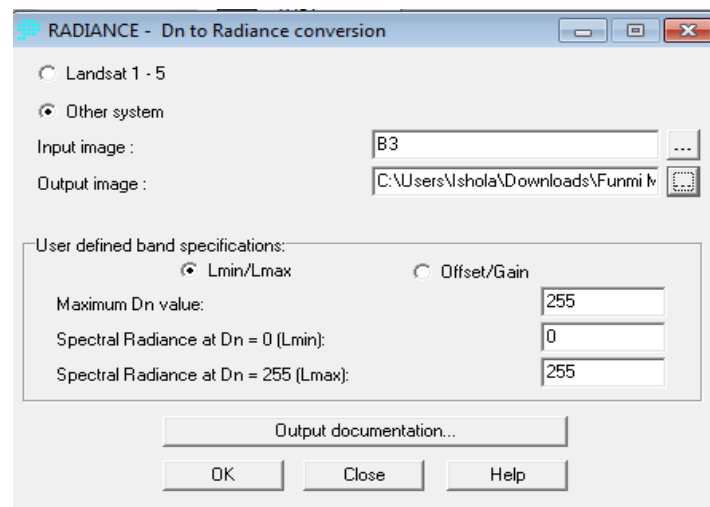 RADIANCE - Dn to Radiance conversion
Landsat 1 - 5
Other system
Input image :
B3
...
Output image :
C:\Users\Ishola\Downloads\Funmi M
...
User defined band specifications:
Lmin/Lmax
Offset/Gain
Maximum Dn value:
255
Spectral Radiance at Dn = 0 (Lmin):
0
Spectral Radiance at Dn = 255 (Lmax):
255
Output documentation...
OK
Close
Help